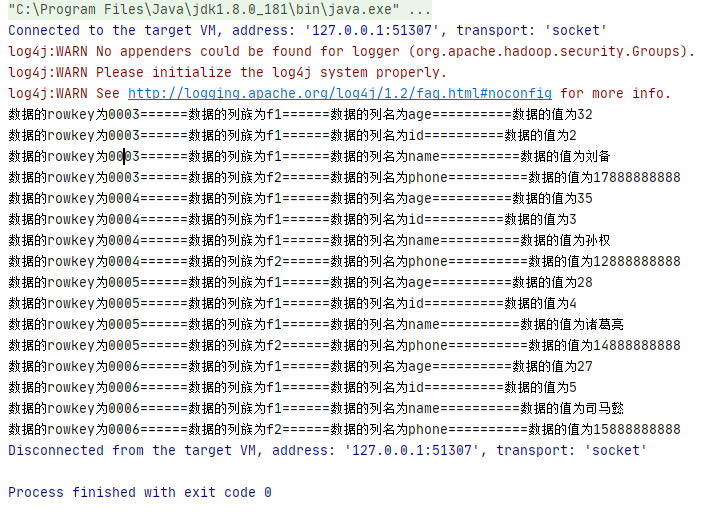 "C:\Program Files\Java\jdk1.8.0_181\bin\java.exe" ...
Connected to the target VM, address: '127.0.0.1:51307', transport: 'socket'
log4j:WARN No appenders could be found for logger (org.apache.hadoop.security.Groups).
log4j:WARN Please initialize the log4j system properly.
log4j:WARN See http://logging.apache.org/log4j/1.2/faq.html#noconfig for more info.
数据的rowkey为0003======数据的列族为f1======数据的列名为age==========数据的值为32
数据的rowkey为0003======数据的列族为f1======数据的列名为id==========数据的值为2
数据的rowkey为0003======数据的列族为f1======数据的列名为name==========数据的值为刘备
数据的rowkey为0003======数据的列族为f2======数据的列名为phone==========数据的值为17888888888
数据的rowkey为0004======数据的列族为f1======数据的列名为age==========数据的值为35
数据的rowkey为0004======数据的列族为f1======数据的列名为id==========数据的值为3
数据的rowkey为0004======数据的列族为f1======数据的列名为name==========数据的值为孙权
数据的rowkey为0004======数据的列族为f2======数据的列名为phone==========数据的值为12888888888
数据的rowkey为0005======数据的列族为f1======数据的列名为age==========数据的值为28
数据的rowkey为0005======数据的列族为f1======数据的列名为id==========数据的值为4
数据的rowkey为0005======数据的列族为f1======数据的列名为name==========数据的值为诸葛亮
数据的rowkey为0005======数据的列族为f2======数据的列名为phone==========数据的值为14888888888
数据的rowkey为0006======数据的列族为f1======数据的列名为age==========数据的值为27
数据的rowkey为0006======数据的列族为f1======数据的列名为id==========数据的值为5
数据的rowkey为0006======数据的列族为f1======数据的列名为name==========数据的值为司马懿
数据的rowkey为0006======数据的列族为f2======数据的列名为phone==========数据的值为15888888888
Disconnected from the target VM, address: '127.0.0.1:51307', transport: 'socket'
Process finished with exit code 0